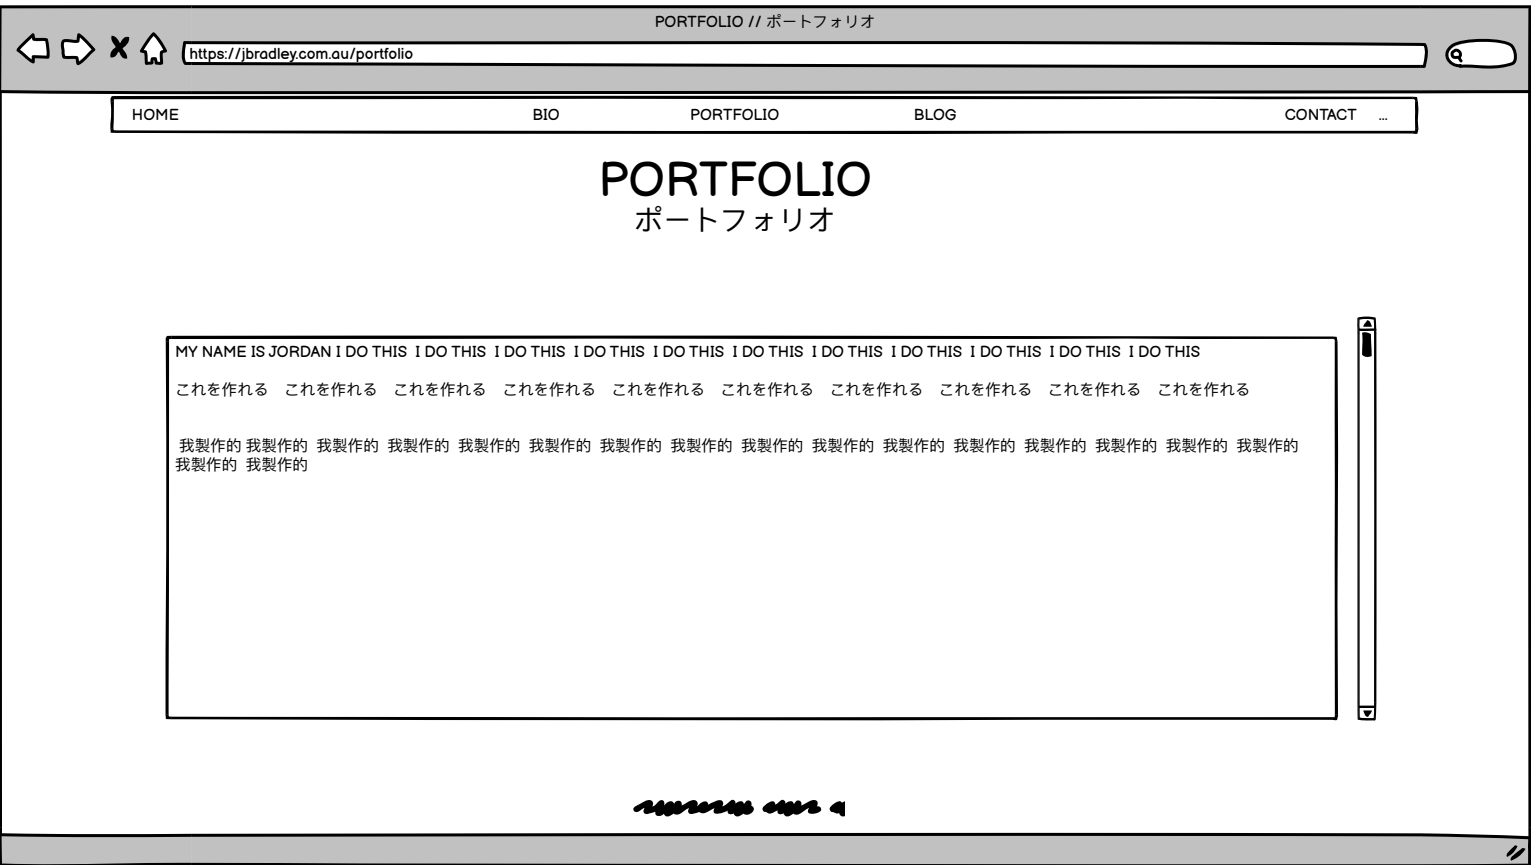 PORTFOLIO // ポートフォリオ
https://jbradley.com.au/portfolio
HOME BIO PORTFOLIO BLOG CONTACT ...
PORTFOLIO
ポートフォリオ
MY NAME IS JORDAN I DO THIS I DO THIS I DO THIS I DO THIS I DO THIS I DO THIS I DO THIS I DO THIS I DO THIS I DO THIS I DO THIS
これを作れる これを作れる これを作れる これを作れる これを作れる これを作れる これを作れる これを作れる これを作れる これを作れる
我製作的 我製作的 我製作的 我製作的 我製作的 我製作的 我製作的 我製作的 我製作的 我製作的 我製作的 我製作的 我製作的 我製作的 我製作的 我製作的
我製作的 我製作的